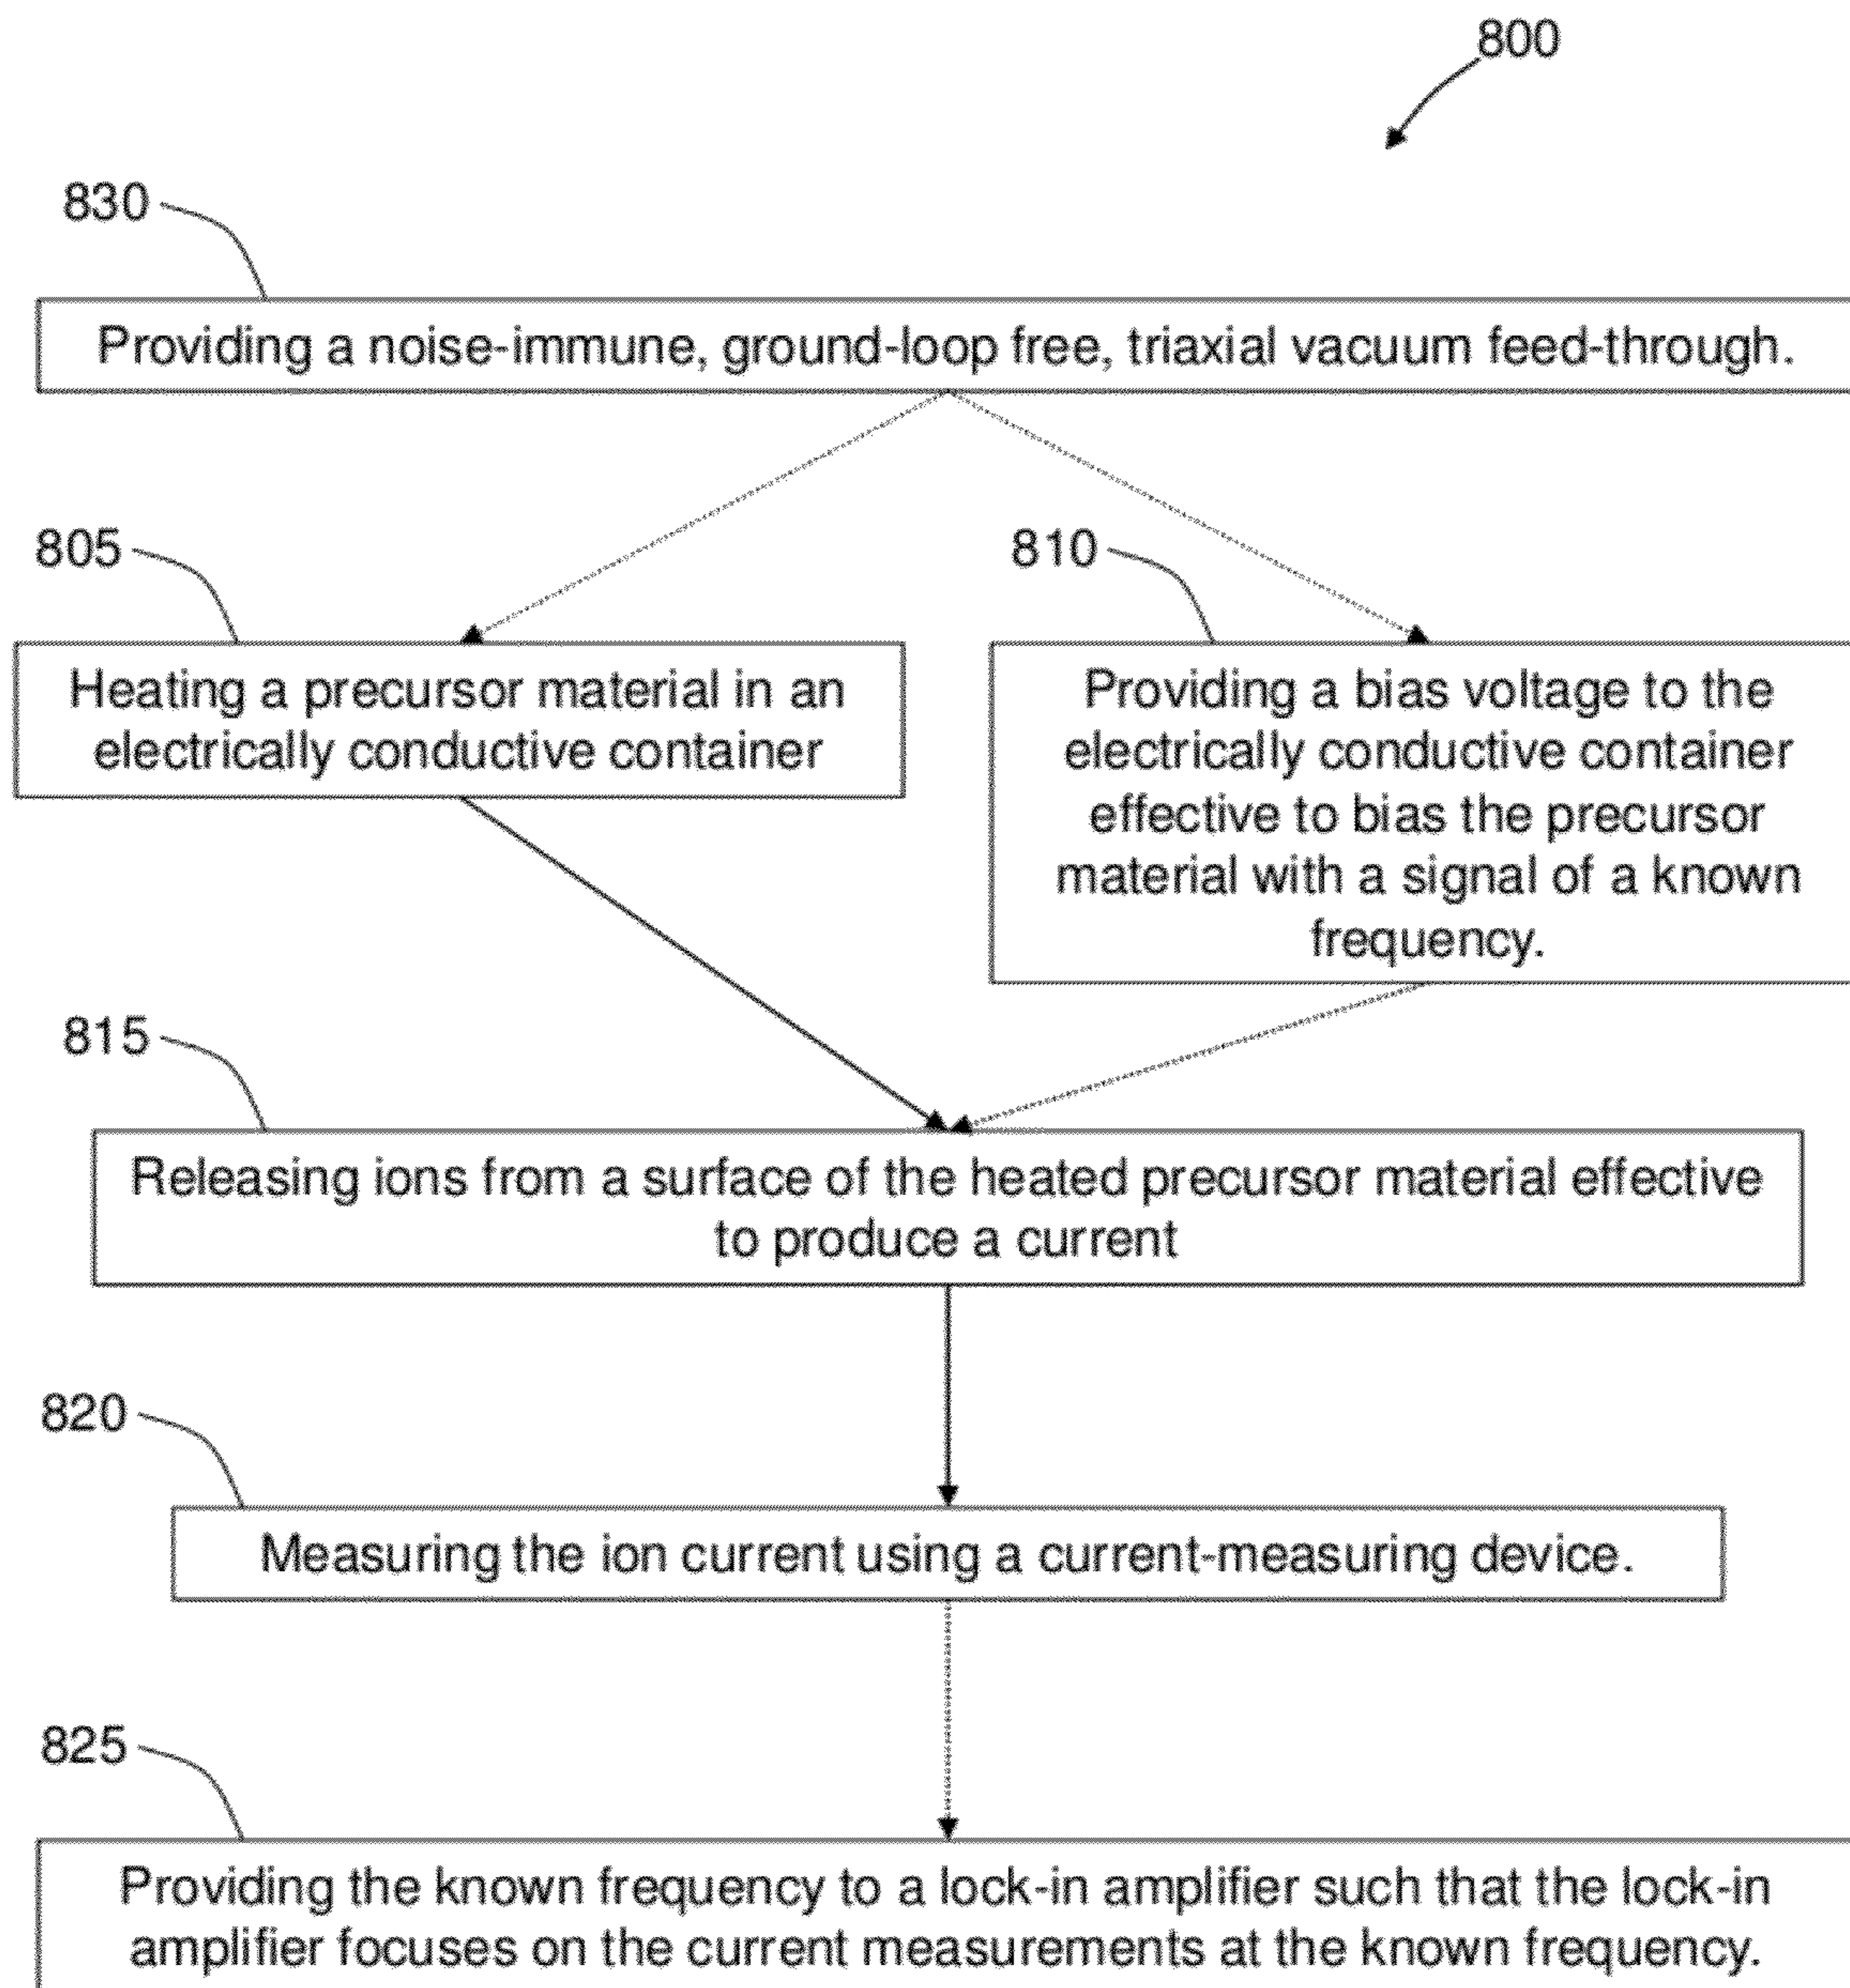 800
830
Providing a noise-immune, ground-loop free, triaxial vacuum feed-through.
805
Heating a precursor material in an
electrically conductive container
810
Providing a bias voltage to the
electrically conductive container
effective to bias the precursor
material with a signal of a known
frequency.
815
Releasing ions from a surface of the heated precursor material effective
to produce a current
820
Measuring the ion current using a current-measuring device.
825
Providing the known frequency to a lock-in amplifier such that the lock-in
amplifier focuses on the current measurements at the known frequency.